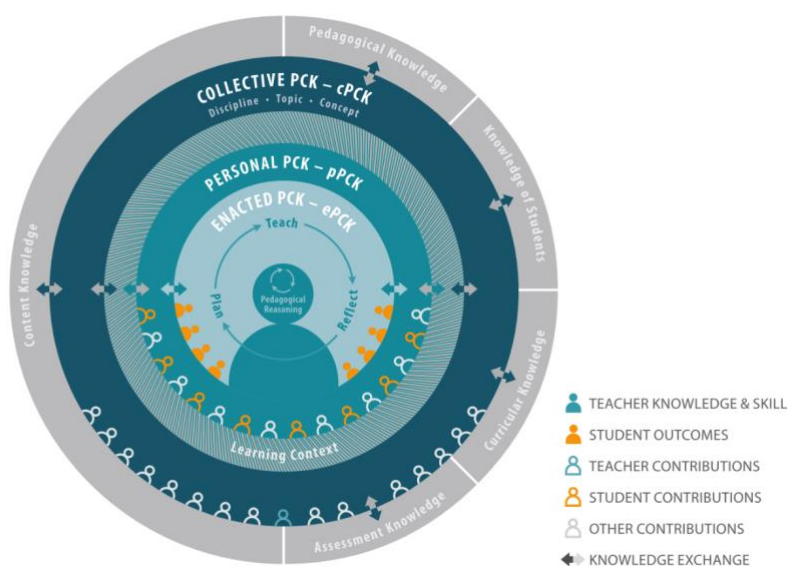 Pedagogical Knowledge
COLLECTIVE PCK – cPCK
Discipline • Topic • Concept
Knowledge of Students
PERSONAL PCK – pPCK
ENACTED PCK – ePCK
Teach
Content Knowledge
Pedagogical
Reasoning
Plan
Reflect
Curricular Knowledge
Learning Context
Assessment Knowledge
TEACHER KNOWLEDGE & SKILL
STUDENT OUTCOMES
TEACHER CONTRIBUTIONS
STUDENT CONTRIBUTIONS
OTHER CONTRIBUTIONS
KNOWLEDGE EXCHANGE